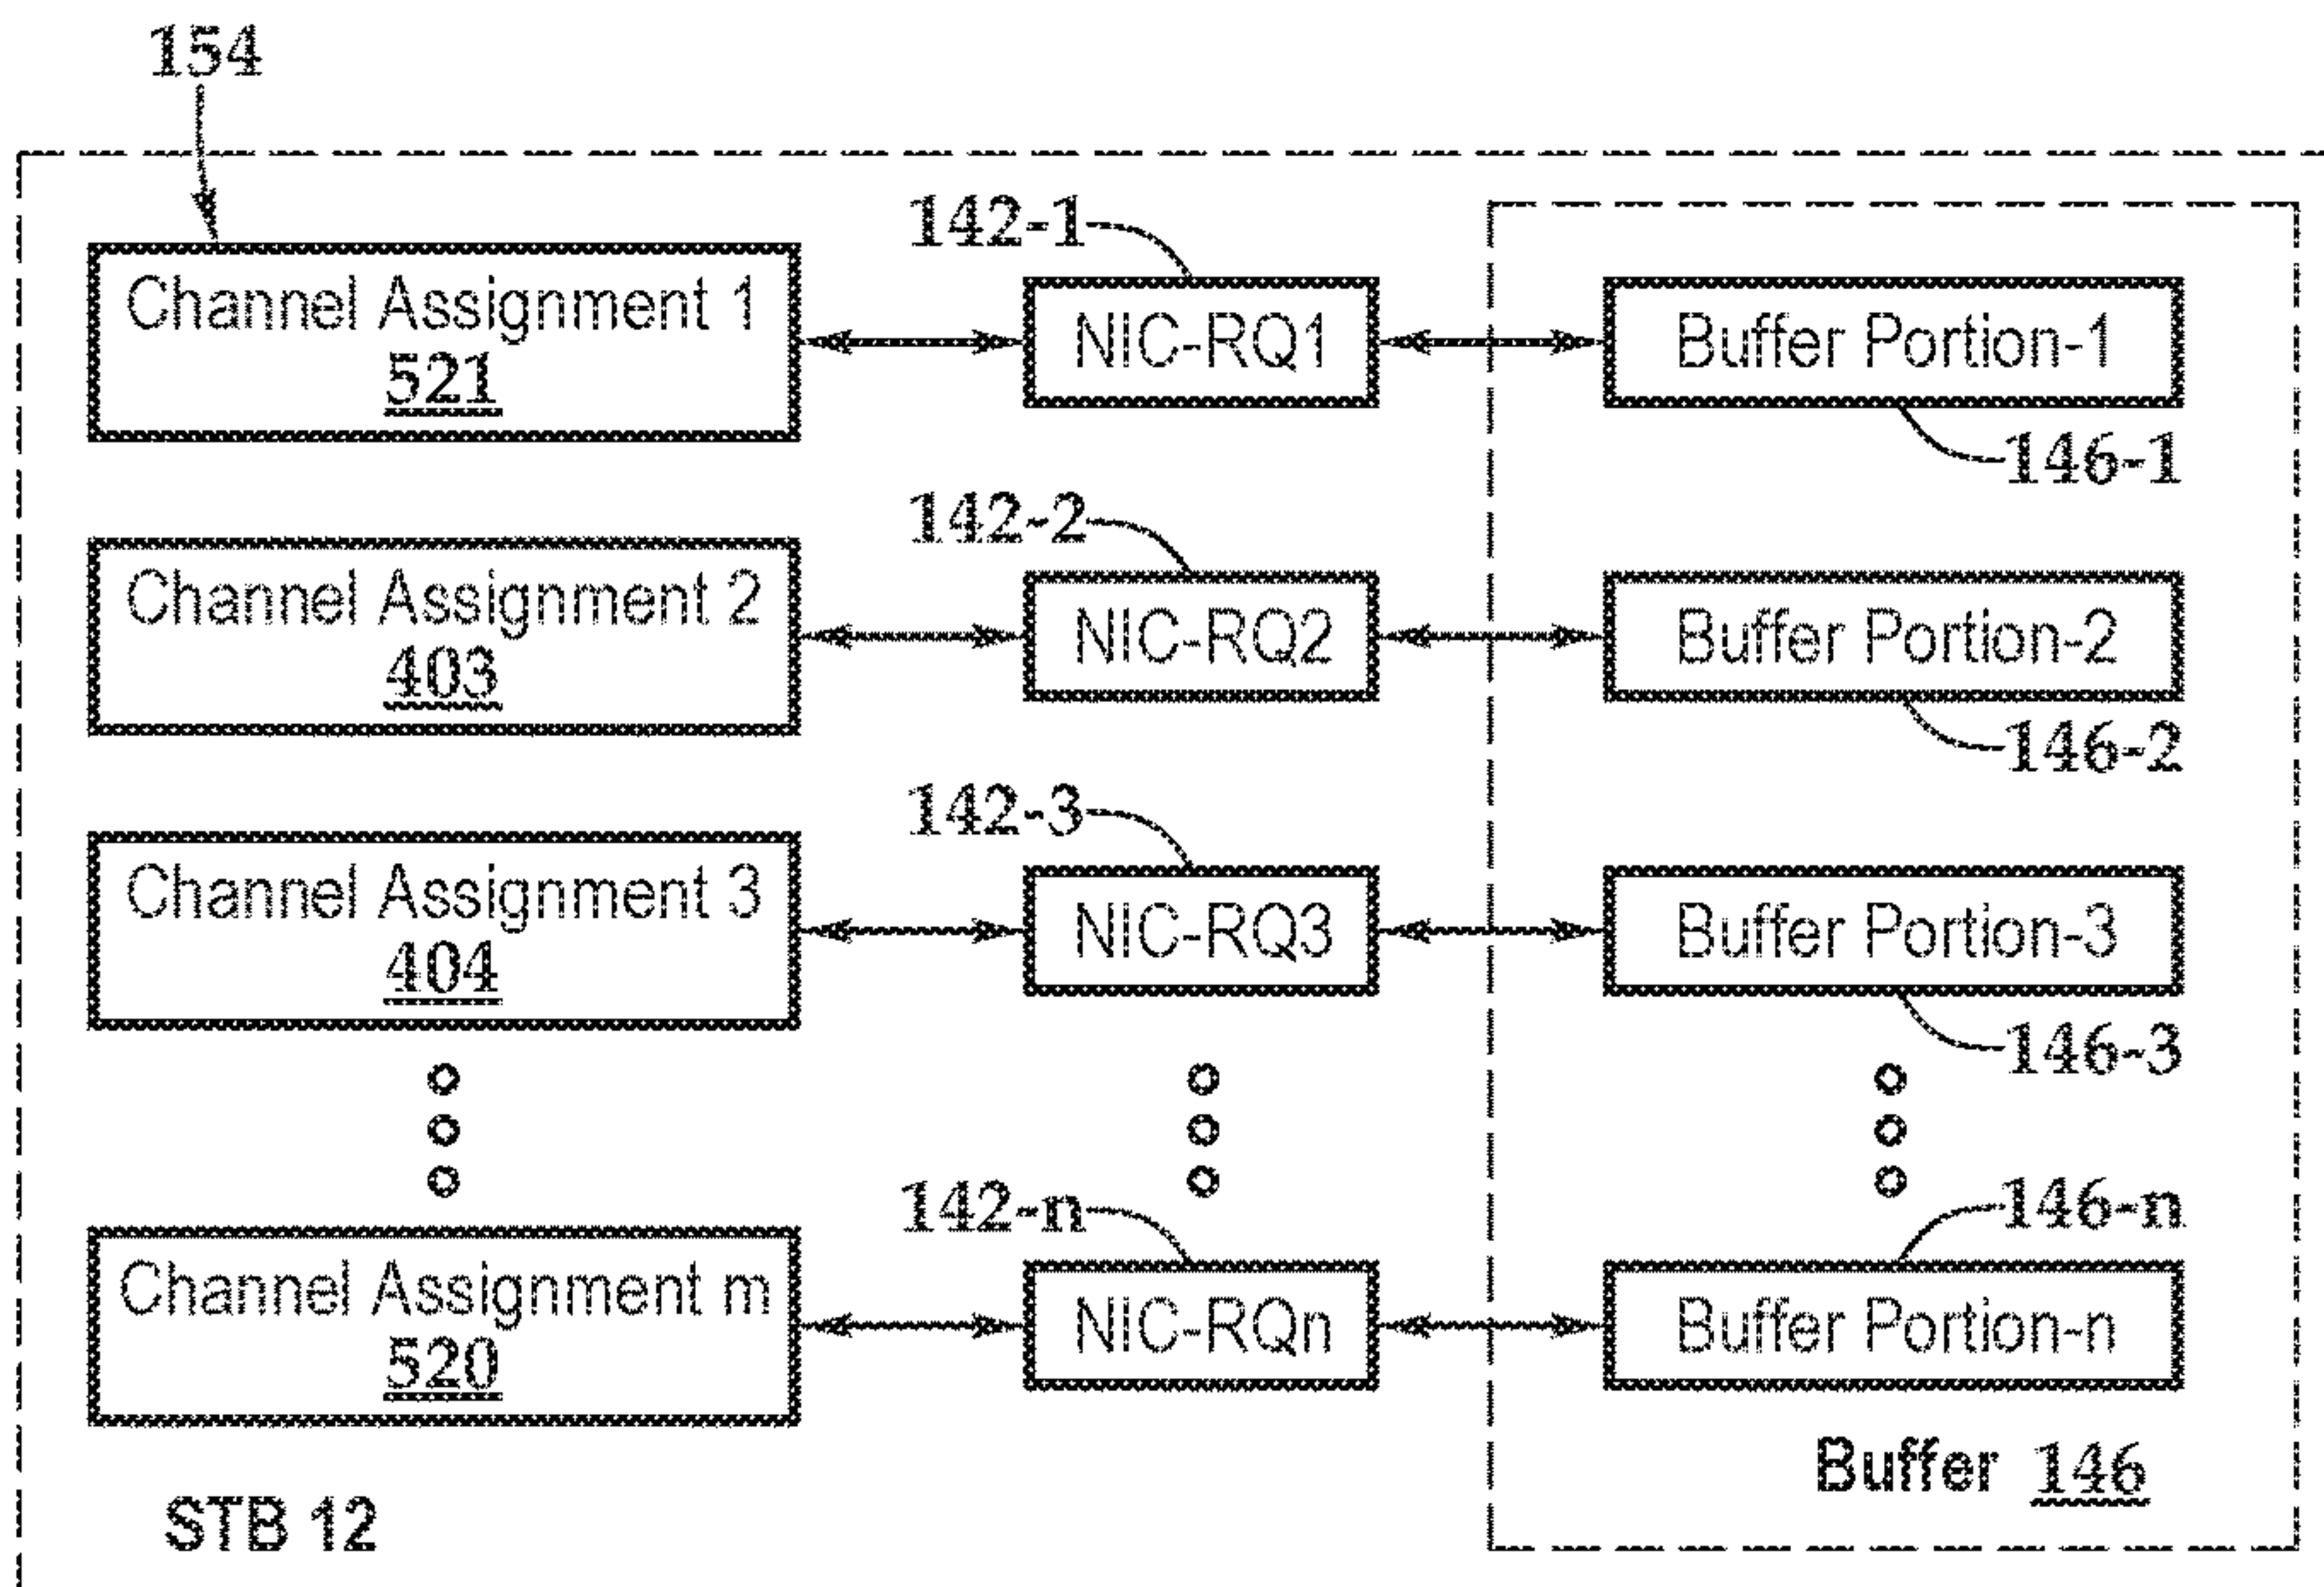 154
142-1
Channel Assignment 1
521
NIC-RQ1
Buffer Portion-1
146-1
142-2
Channel Assignment 2
403
NIC-RQ2
Buffer Portion-2
146-2
142-3
Channel Assignment 3
404
NIC-RQ3
Buffer Portion-3
146-3
142-n
146-n
Channel Assignment m
520
NIC-RQn
Buffer Portion-n
Buffer 146
STB 12